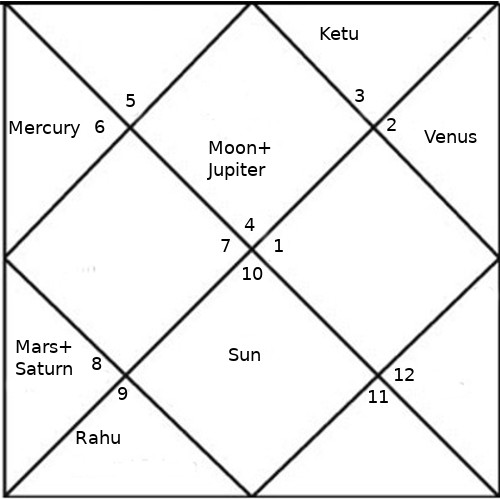 Ketu
5
3
Mercury 6
2
Venus
Moon+
Jupiter
4
7
1
10
Mars+
Saturn 8
Sun
12
9
11
Rahu